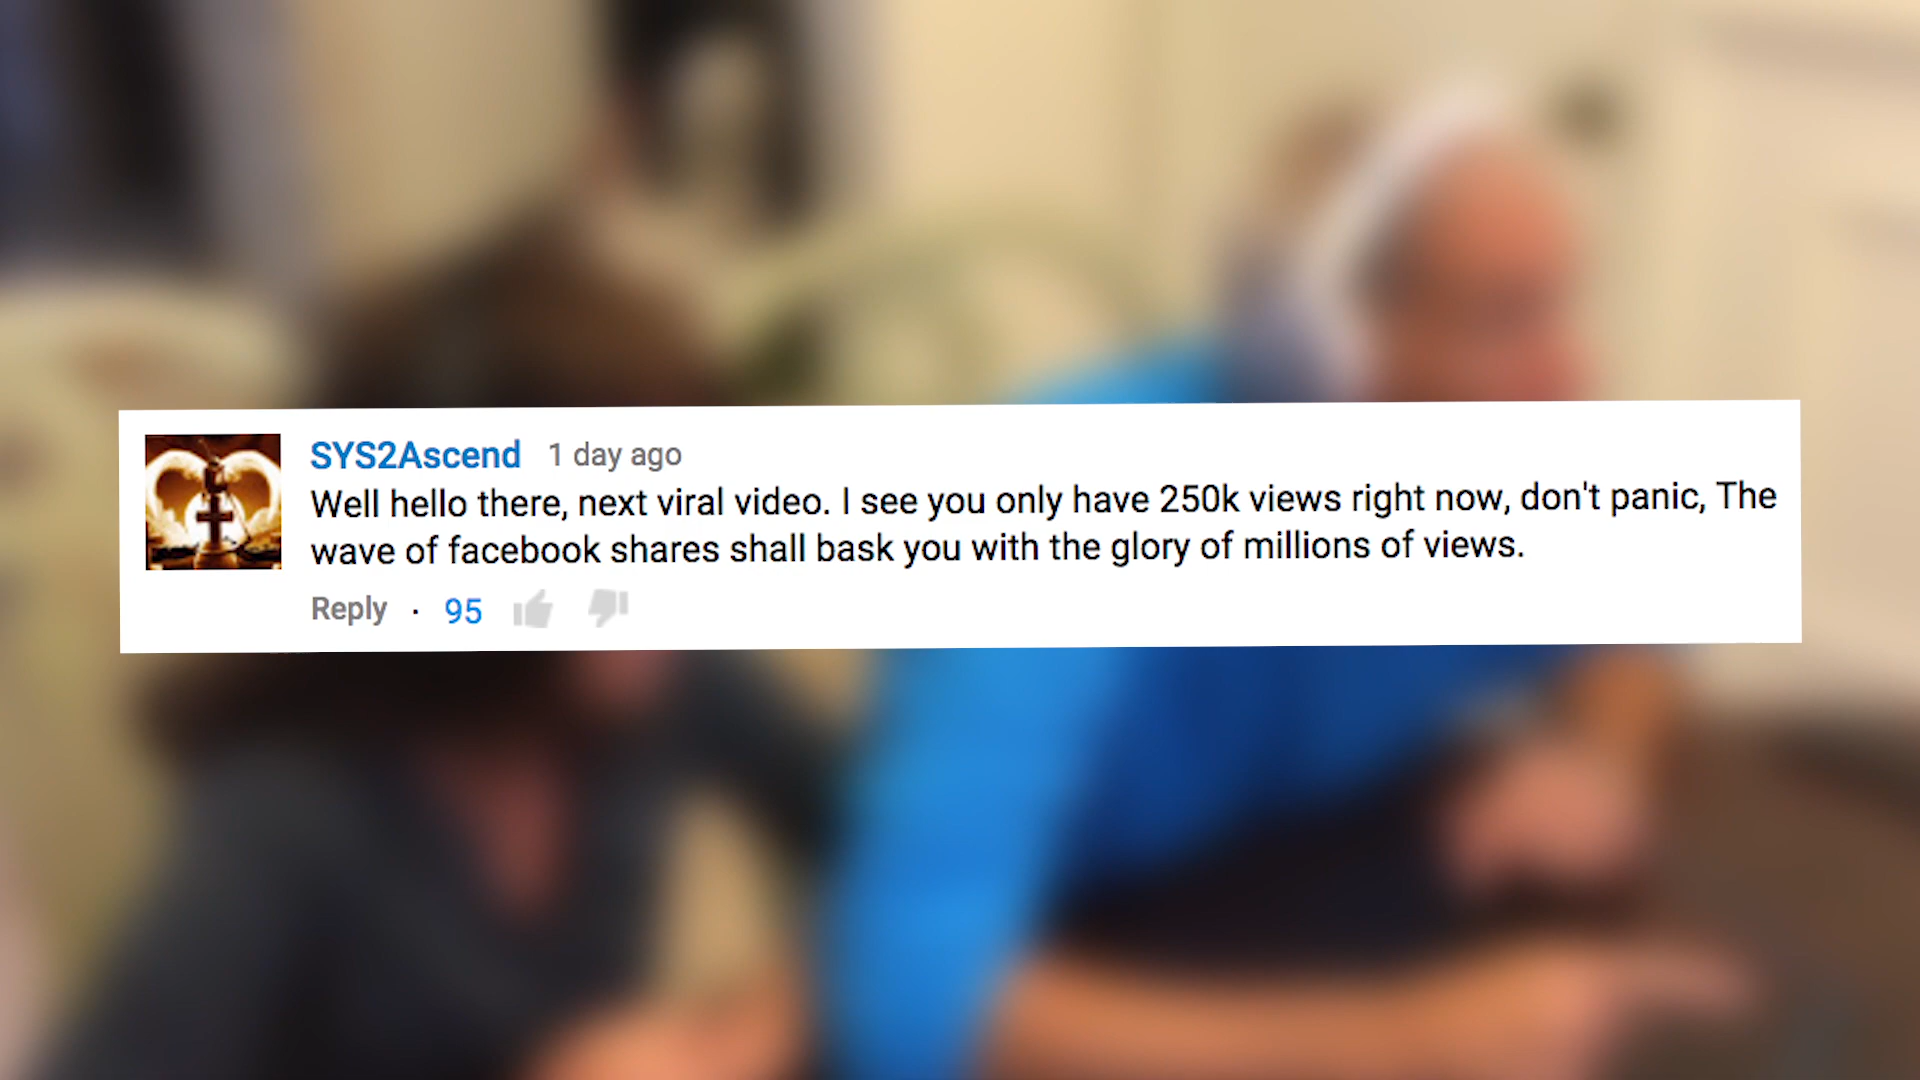 SYS2Ascend 1 day ago
Well hello there, next viral video. I see you only have 250k views right now, don't panic, The
wave of facebook shares shall bask you with the glory of millions of views.
Reply · 95